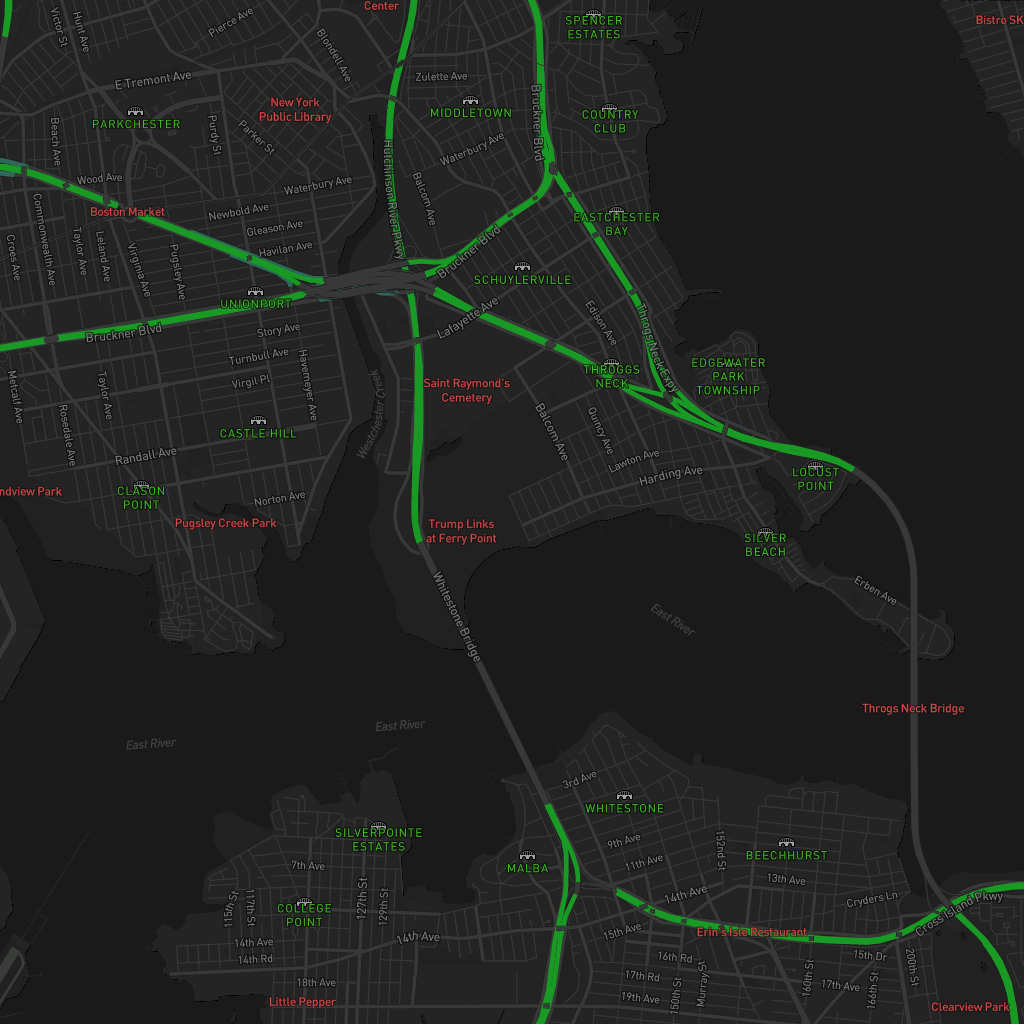 Center
SPENCER
ESTATES
Bistro SK
Victor St
Hunt Ave
Pierce Ave
Blondell Ave
E Tremont Ave
Zulette Ave
New York
Public Library
MIDDLETOWN
COUNTRY
CLUB
PARKCHESTER
Beach Ave
Purdy St
Parker St
Bruckner Blvd
Hutchinson River Pkwy
Waterbury Ave
Wood Ave
Waterbury Ave
Balcom Ave
Boston Market
Newbold Ave
Gleason Ave
Havilan Ave
EASTCHESTER
BAY
Croes Ave
Commonwealth Ave
Taylor Ave
Leland Ave
Virginia Ave
Pugsley Ave
Bruckner Blvd
SCHUYLERVILLE
UNIONPORT
Bruckner Blvd
Story Ave
Turnbull Ave
Virgil Pl
Havemeyer Ave
Lafayette Ave
Edison Ave
Throgs Neck Expy
THROGGS
NECK
EDGEWATER
PARK
TOWNSHIP
Metcalf Ave
Taylor Ave
Rosedale Ave
Saint Raymond's
Cemetery
Westchester Creek
CASTLE HILL
Balcom Ave
Quincy Ave
Randall Ave
Lawton Ave
Harding Ave
LOCUST
POINT
ndview Park
CLASON
POINT
Norton Ave
Pugsley Creek Park
Trump Links
at Ferry Point
SILVER
BEACH
Whitestone Bridge
East River
Erben Ave
Throgs Neck Bridge
East River
East River
3rd Ave
WHITESTONE
SILVERPOINTE
ESTATES
9th Ave
11th Ave
152nd St
BEECHHURST
MALBA
7th Ave
13th Ave
14th Ave
Cryders Ln
Cross Island Pkwy
115th St
117th St
127th St
129th St
COLLEGE
POINT
14th Ave
14th Ave
14th Rd
15th Ave
Erin's Isle Restaurant
16th Rd
15th Dr
200th St
17th Rd
18th Ave
150th St
Murray St
160th St
17th Ave
166th St
19th Ave
Little Pepper
Clearview Park